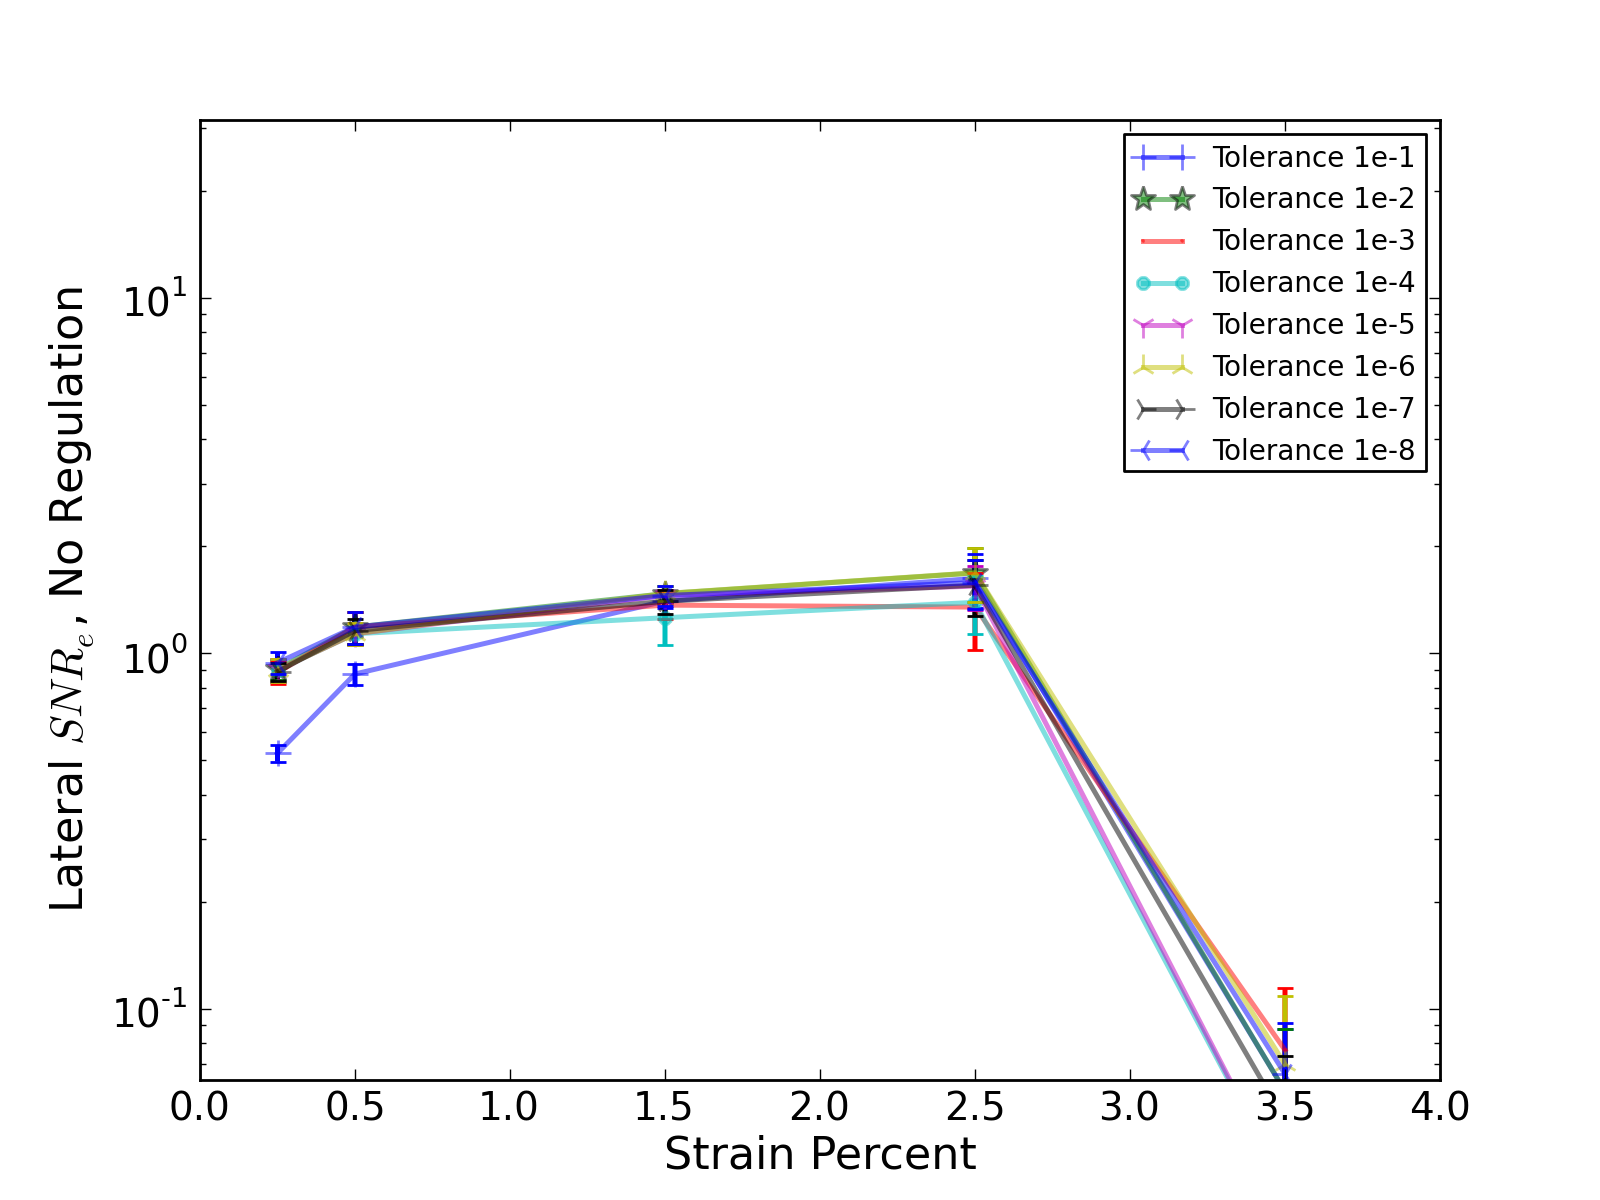 Tolerance 1e-1
Tolerance 1e-2
Tolerance 1e-3
Tolerance 1e-4
Tolerance 1e-5
Tolerance 1e-6
Tolerance 1e-7
Tolerance 1e-8
Lateral SNR_e, No Regulation
10^1
10^0
10^-1
0.0 0.5 1.0 1.5 2.0 2.5 3.0 3.5 4.0
Strain Percent